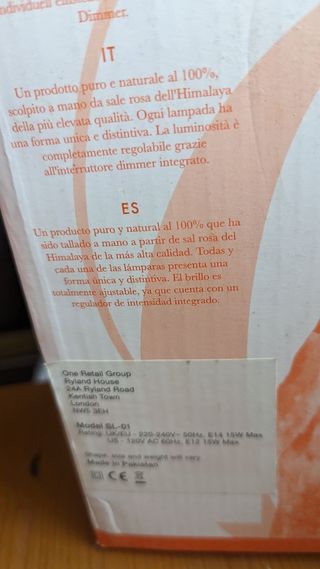 Dimmer.
IT
Un prodotto puro e naturale al 100%,
scolpito a mano da sale rosa dell'Himalaya
della più elevata qualità. Ogni lampada ha
una forma unica e distintiva. La luminosità è
completamente regolabile grazie
all'interruttore dimmer integrato.
ES
Un producto puro y natural al 100% que ha
sido tallado a mano a partir de sal rosa del
Himalaya de la más alta calidad. Todas y
cada una de las lámparas presenta una
forma única y distintiva. El brillo es
totalmente ajustable, ya que cuenta con un
regulador de intensidad integrado.
One Retail Group
Ryland House
24A Ryland Road
Kentish Town
London
NW5 3EH
Model SL-01
Rating: UK/EU - 220-240V~ 50Hz, E14 15W Max
US - 120V AC 60Hz, E12 15W Max
Shape, size and weight will vary
Made in Pakistan
CE